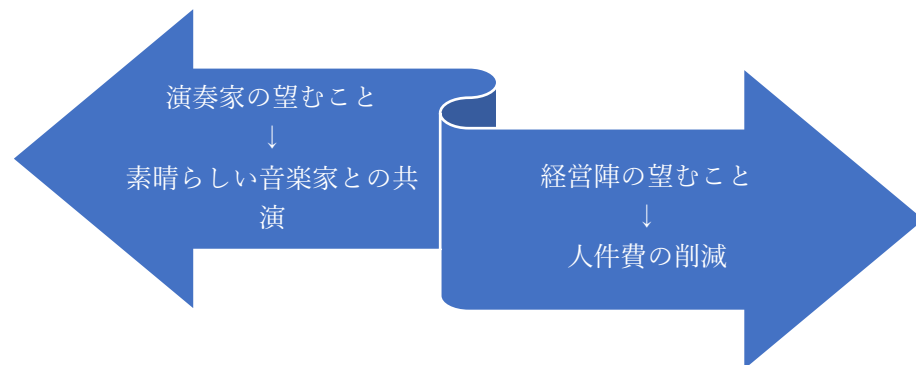 演奏家の望むこと
↓
素晴らしい音楽家との共
演
経営陣の望むこと
↓
人件費の削減